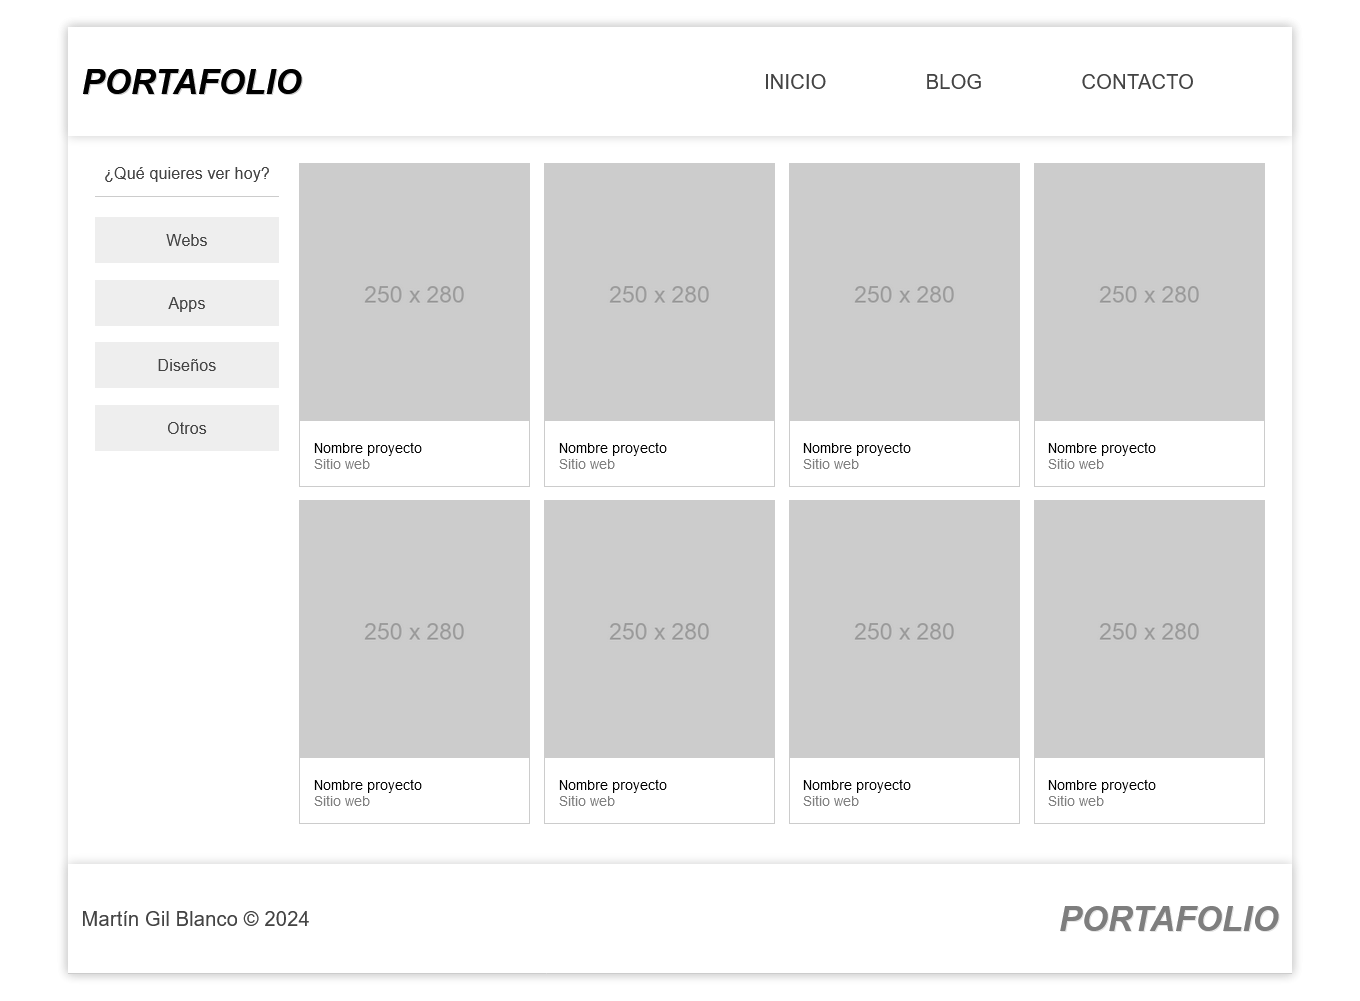 PORTAFOLIO
INICIO BLOG CONTACTO
¿Qué quieres ver hoy?
Webs
Apps
Diseños
Otros
250 x 280 250 x 280 250 x 280 250 x 280
Nombre proyecto Nombre proyecto Nombre proyecto Nombre proyecto
Sitio web Sitio web Sitio web Sitio web
250 x 280 250 x 280 250 x 280 250 x 280
Nombre proyecto Nombre proyecto Nombre proyecto Nombre proyecto
Sitio web Sitio web Sitio web Sitio web
Martín Gil Blanco © 2024
PORTAFOLIO